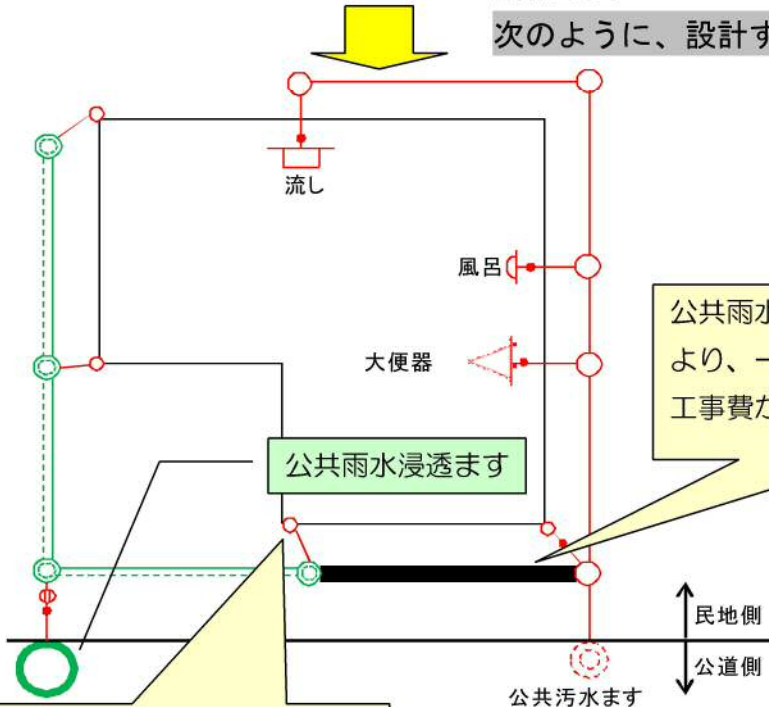 次のように、設計す
流し
風呂
公共雨水
より、一
工事費が
大便器
公共雨水浸透ます
民地側
公道側
公共汚水ます